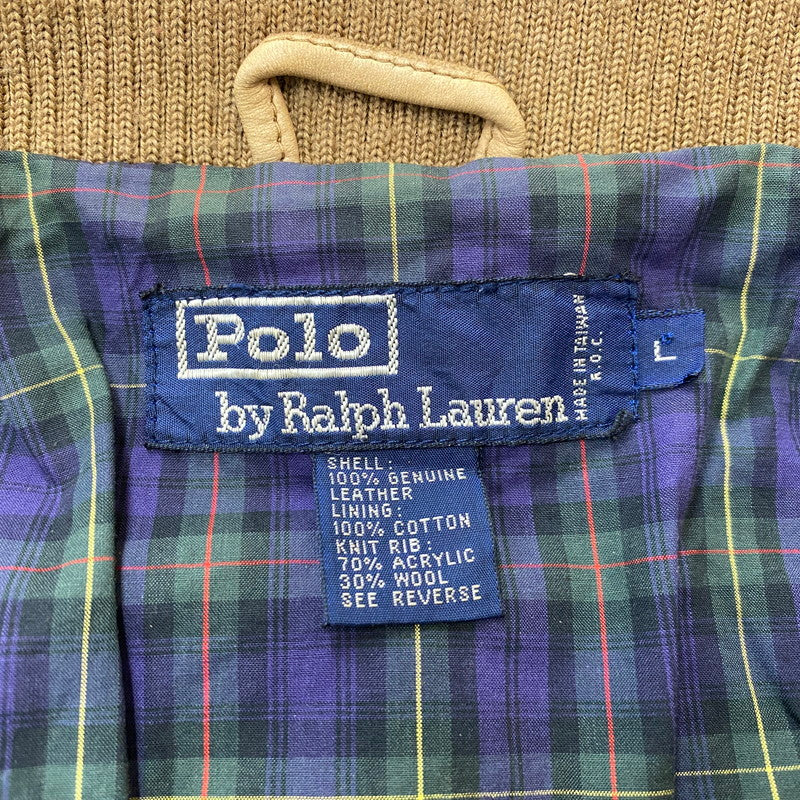 Polo
by Ralph Lauren
MADE IN TAIWAN
R.O.C.
L
SHELL:
100% GENUINE
LEATHER
LINING:
100% COTTON
KNIT RIB:
70% ACRYLIC
30% WOOL
SEE REVERSE